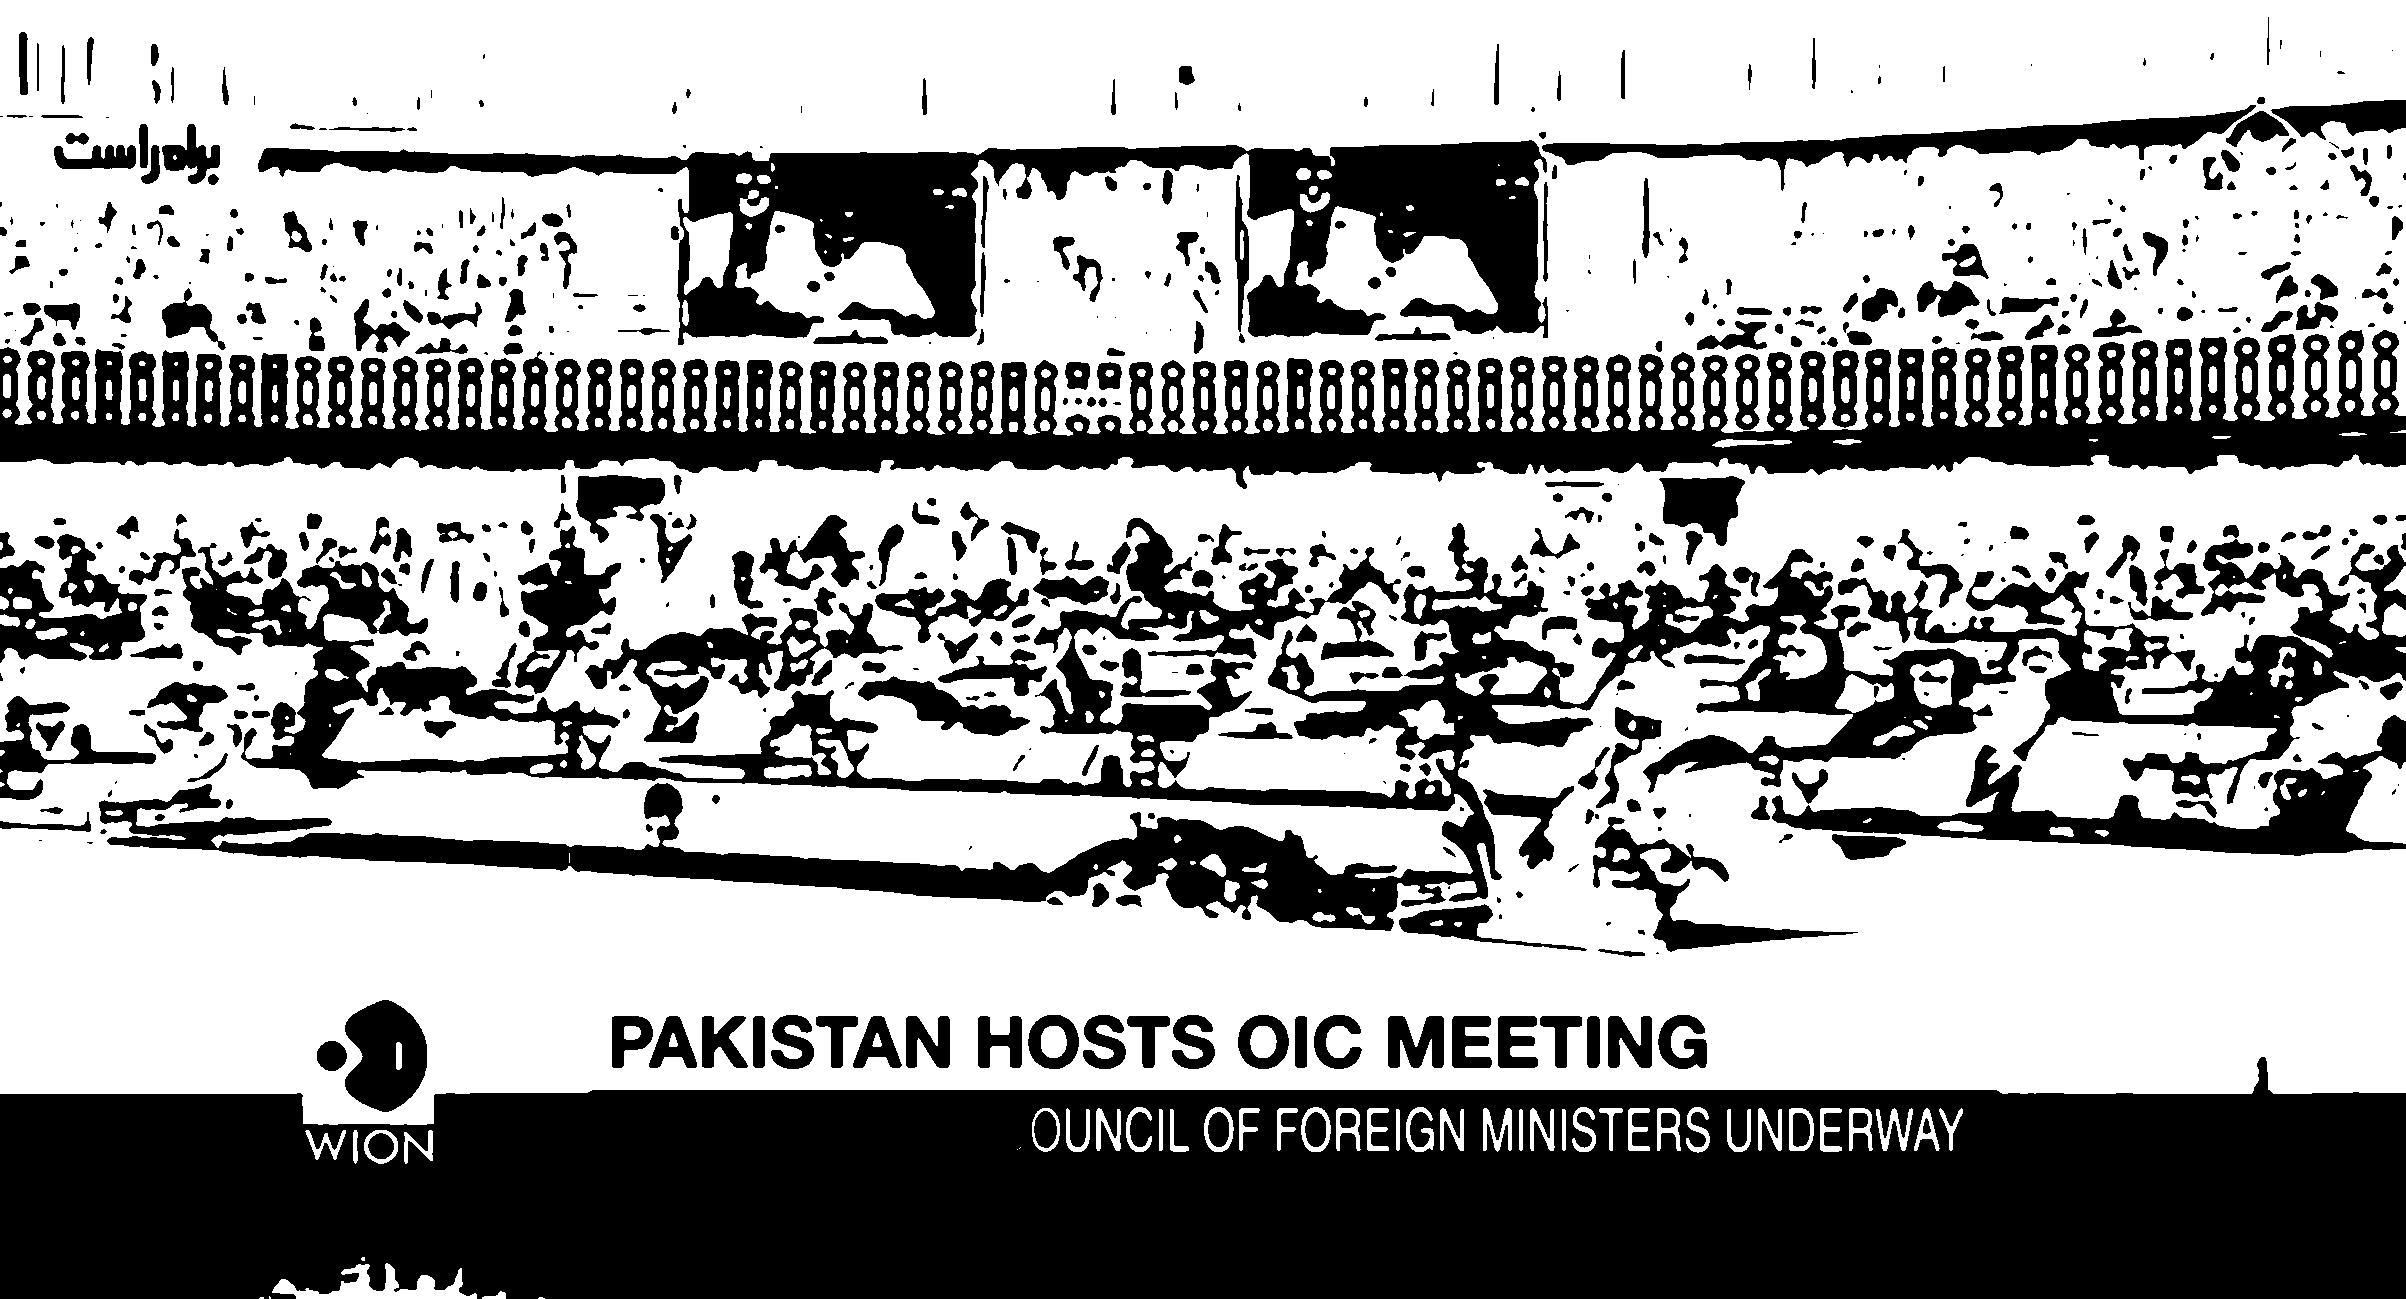 براہ راست
PAKISTAN HOSTS OIC MEETING
OUNCIL OF FOREIGN MINISTERS UNDERWAY
WION